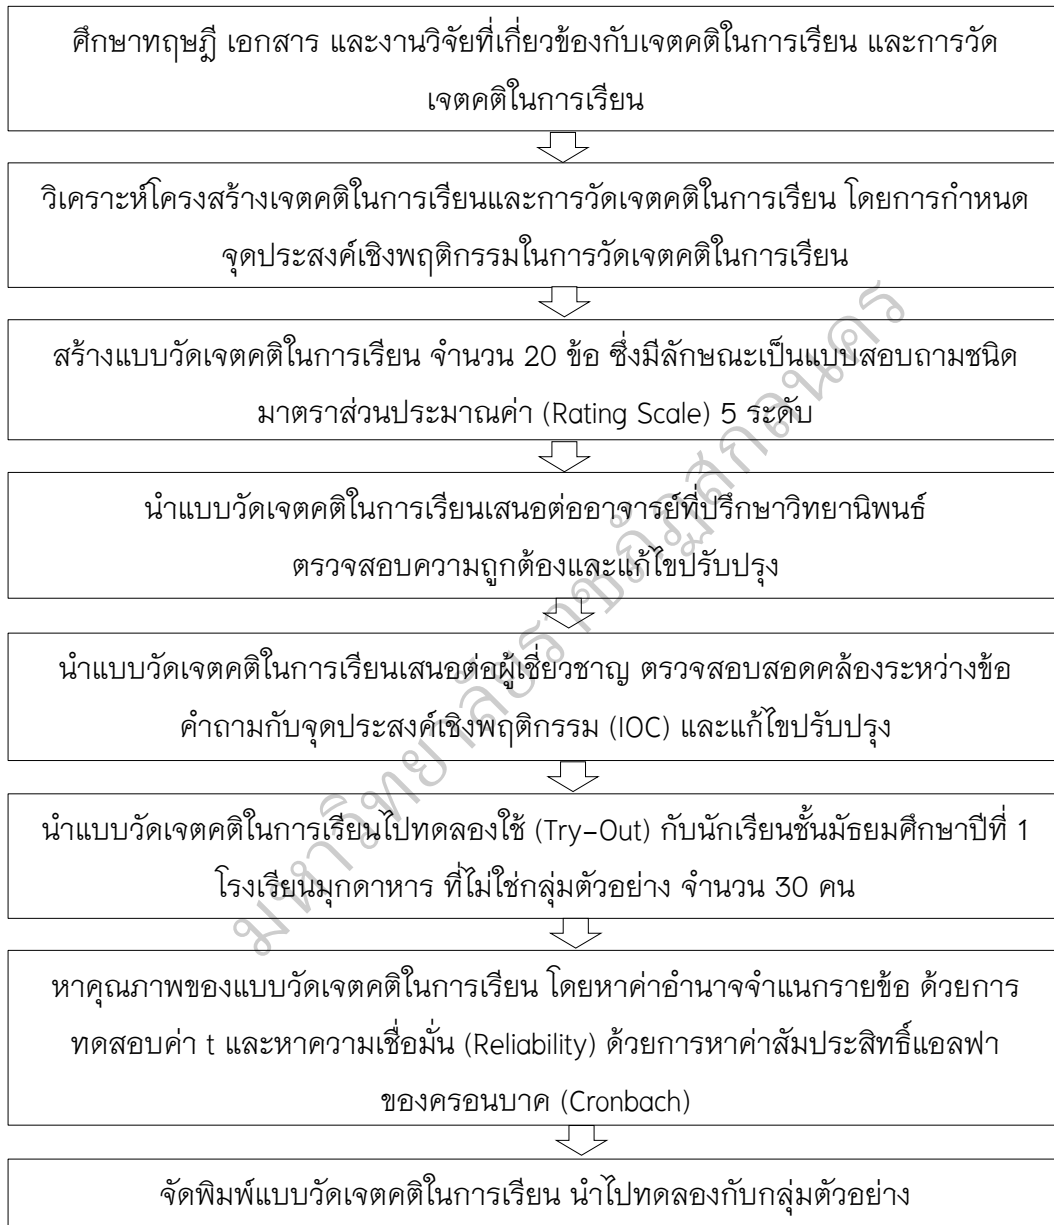 ศึกษาทฤษฎี เอกสาร และงานวิจัยที่เกี่ยวข้องกับเจตคติในการเรียน และการวัด
เจตคติในการเรียน
วิเคราะห์โครงสร้างเจตคติในการเรียนและการวัดเจตคติในการเรียน โดยการกำหนด
จุดประสงค์เชิงพฤติกรรมในการวัดเจตคติในการเรียน
สร้างแบบวัดเจตคติในการเรียน จำนวน 20 ข้อ ซึ่งมีลักษณะเป็นแบบสอบถามชนิด
มาตราส่วนประมาณค่า (Rating Scale) 5 ระดับ
นำแบบวัดเจตคติในการเรียนเสนอต่ออาจารย์ที่ปรึกษาวิทยานิพนธ์
ตรวจสอบความถูกต้องและแก้ไขปรับปรุง
นำแบบวัดเจตคติในการเรียนเสนอต่อผู้เชี่ยวชาญ ตรวจสอบสอดคล้องระหว่างข้อ
คำถามกับจุดประสงค์เชิงพฤติกรรม (IOC) และแก้ไขปรับปรุง
นำแบบวัดเจตคติในการเรียนไปทดลองใช้ (Try-Out) กับนักเรียนชั้นมัธยมศึกษาปีที่ 1
โรงเรียนมุกดาหาร ที่ไม่ใช่กลุ่มตัวอย่าง จำนวน 30 คน
หาคุณภาพของแบบวัดเจตคติในการเรียน โดยหาค่าอำนาจจำแนกรายข้อ ด้วยการ
ทดสอบค่า t และหาความเชื่อมั่น (Reliability) ด้วยการหาค่าสัมประสิทธิ์แอลฟา
ของครอนบาค (Cronbach)
จัดพิมพ์แบบวัดเจตคติในการเรียน นำไปทดลองกับกลุ่มตัวอย่าง
มหาวิทยาลัยราชภัฏสกลนคร